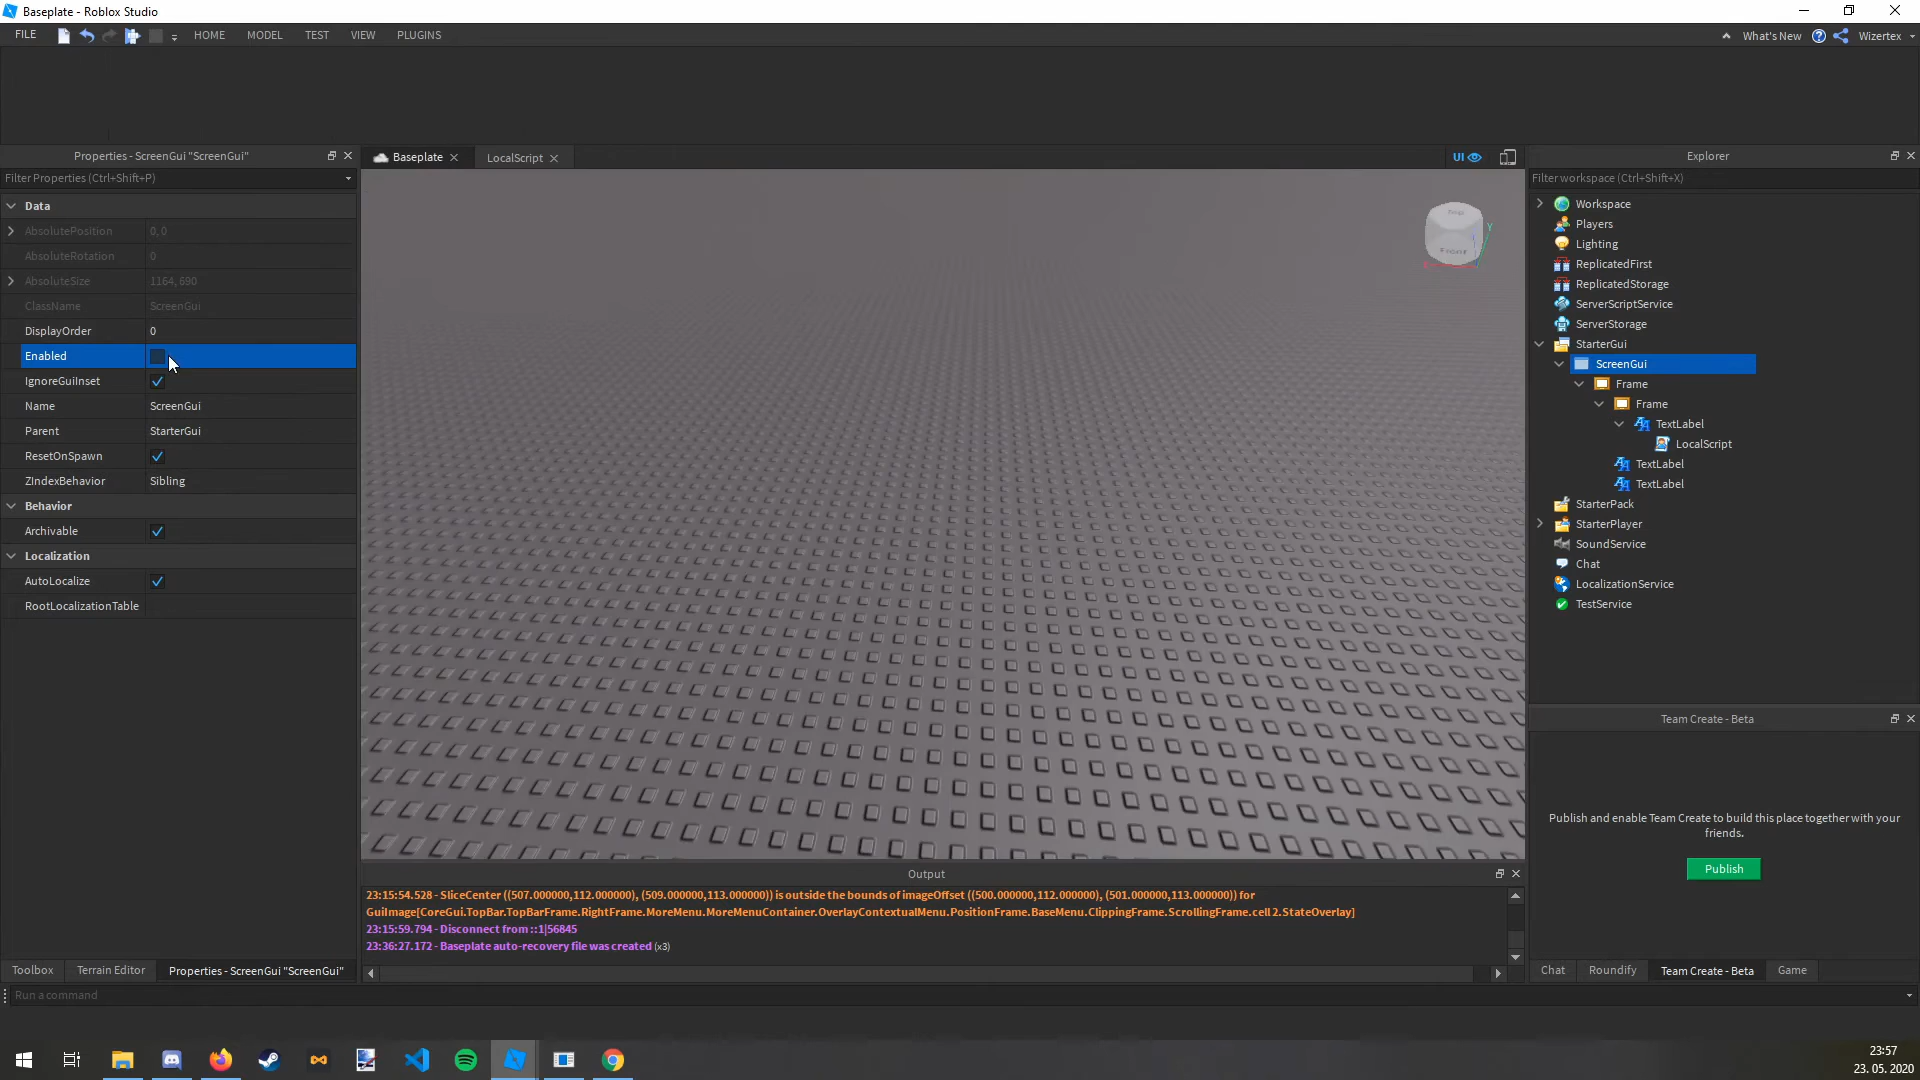 Baseplate - Roblox Studio
FILE
HOME
MODEL
TEST
VIEW
PLUGINS
What's New
Wizertex
Properties - ScreenGui "ScreenGui"
Filter Properties (Ctrl+Shift+P)
Data
AbsolutePosition 0, 0
AbsoluteRotation 0
AbsoluteSize 1164, 690
ClassName ScreenGui
DisplayOrder 0
Enabled
IgnoreGuiInset
Name ScreenGui
Parent StarterGui
ResetOnSpawn
ZIndexBehavior Sibling
Behavior
Archivable
Localization
AutoLocalize
RootLocalizationTable
Toolbox
Terrain Editor
Properties - ScreenGui "ScreenGui"
Baseplate
LocalScript
UI
Y
Output
23:15:54.528 - SliceCenter ((507.000000,112.000000), (509.000000,113.000000)) is outside the bounds of imageOffset ((500.000000,112.000000), (501.000000,113.000000)) for
GuiImage[CoreGui.TopBar.TopBarFrame.RightFrame.MoreMenu.MoreMenuContainer.OverlayContextualMenu.PositionFrame.BaseMenu.ClippingFrame.ScrollingFrame.cell 2.StateOverlay]
23:15:59.794 - Disconnect from ::1|56845
23:36:27.172 - Baseplate auto-recovery file was created (x3)
Explorer
Filter workspace (Ctrl+Shift+X)
Workspace
Players
Lighting
ReplicatedFirst
ReplicatedStorage
ServerScriptService
ServerStorage
StarterGui
ScreenGui
Frame
Frame
TextLabel
LocalScript
TextLabel
TextLabel
StarterPack
StarterPlayer
SoundService
Chat
LocalizationService
TestService
Team Create - Beta
Publish and enable Team Create to build this place together with your
friends.
Publish
Chat
Roundify
Team Create - Beta
Game
Run a command
23:57
23. 05. 2020